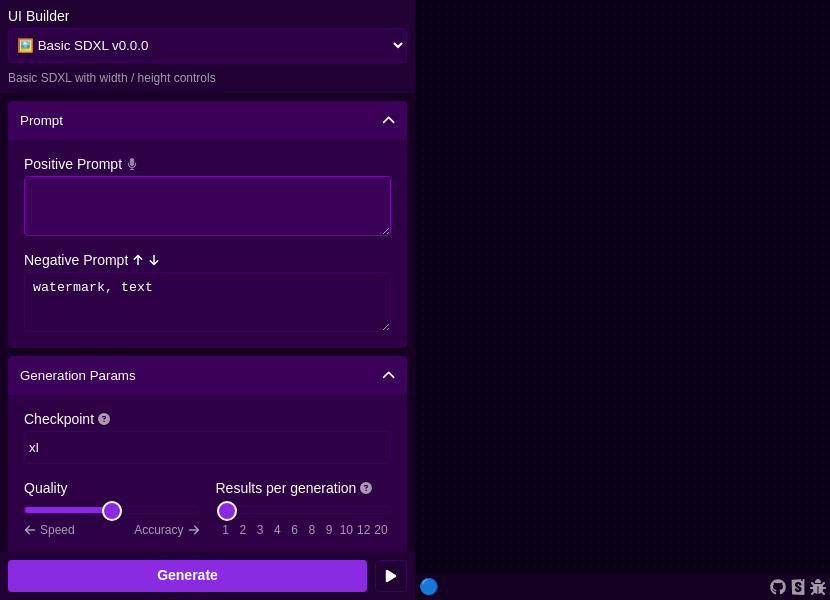 UI Builder
🖼️ Basic SDXL v0.0.0
Basic SDXL with width / height controls
Prompt
Positive Prompt
Negative Prompt ↑ ↓
watermark, text
Generation Params
Checkpoint ?
xl
Quality Results per generation ?
← Speed Accuracy → 1 2 3 4 6 8 9 10 12 20
Generate